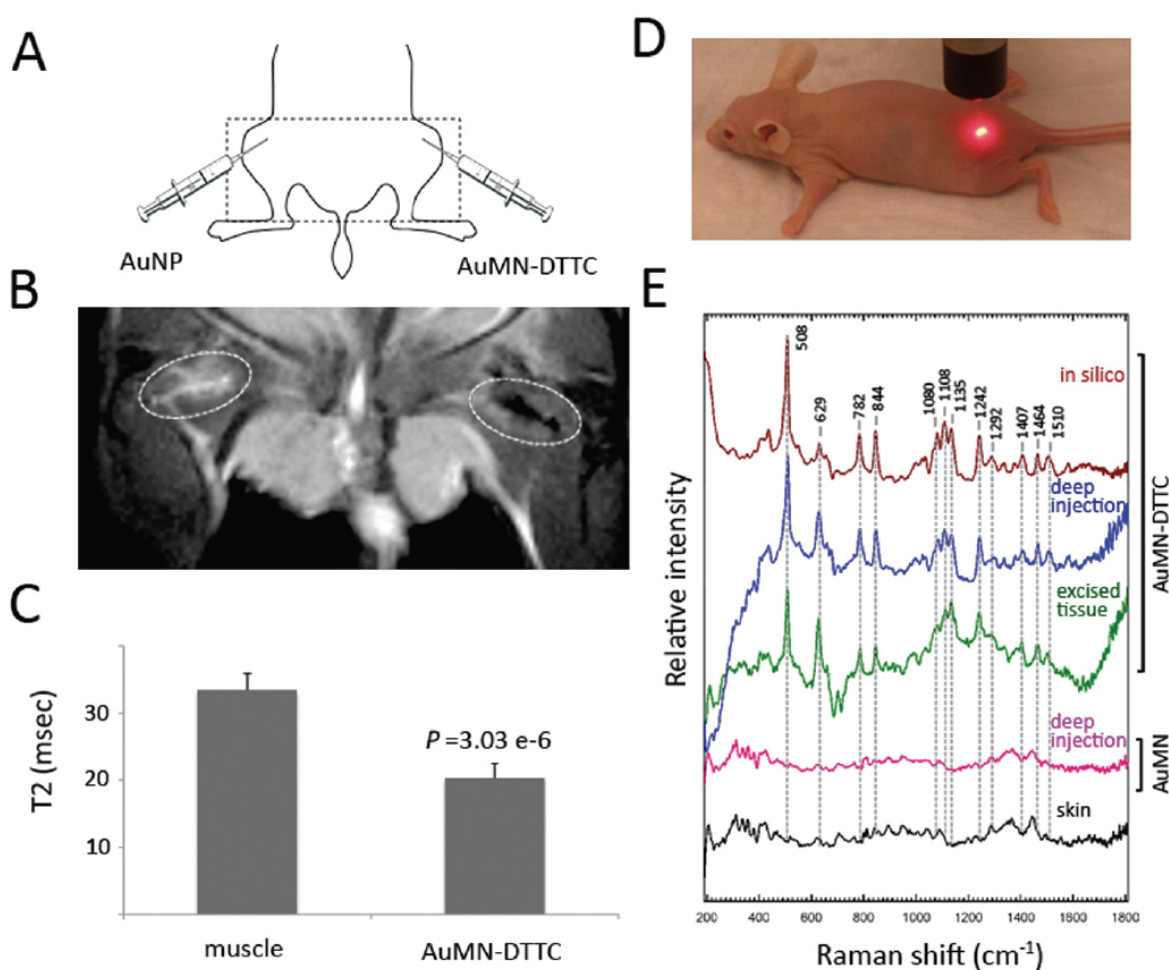 A
AuNP
AuMN-DTTC
B
C
T2 (msec)
30
20
10
P =3.03 e-6
muscle
AuMN-DTTC
D
E
Relative intensity
508
629
782
844
1080
1108
1135
1242
1292
1407
1464
1510
in silico
deep
injection
excised
tissue
deep
injection
skin
AuMN-DTTC
AuMN
200 400 600 800 1000 1200 1400 1600 1800
Raman shift (cm⁻¹)